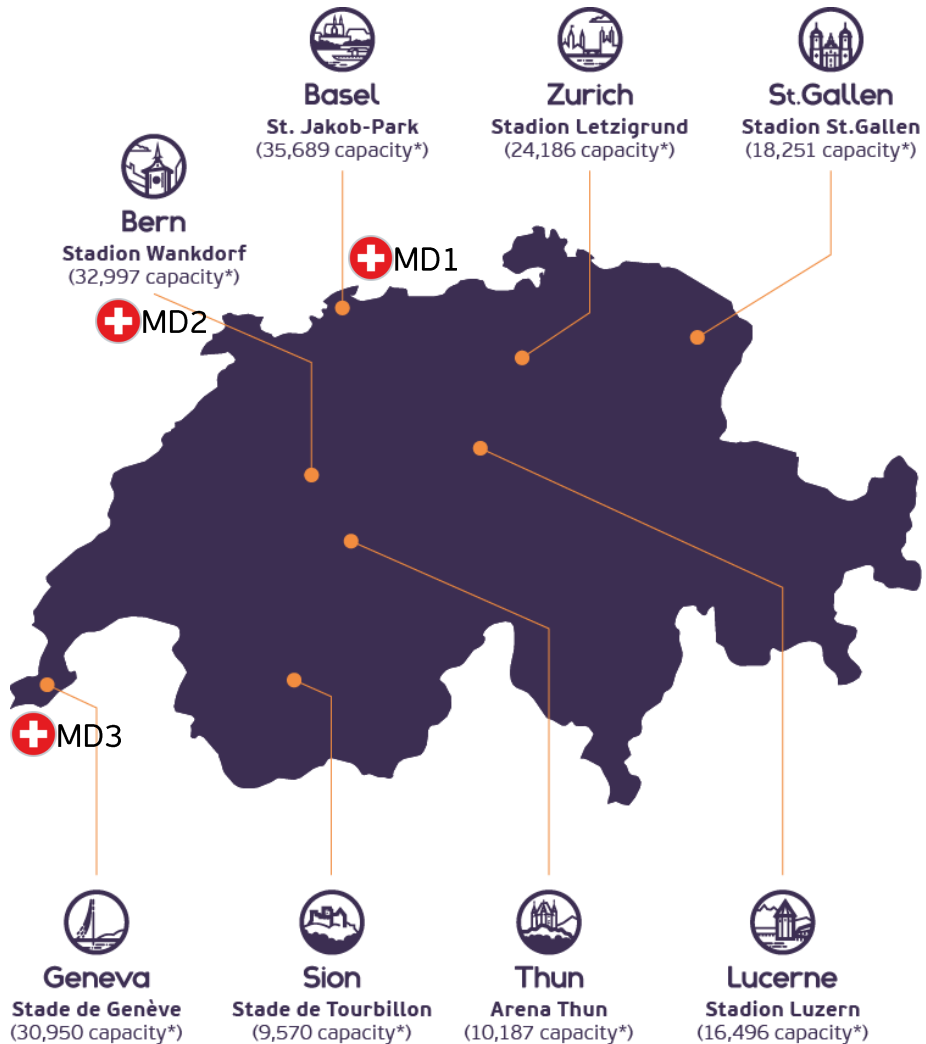 Basel
St. Jakob-Park
(35,689 capacity*)
Zurich
Stadion Letzigrund
(24,186 capacity*)
St.Gallen
Stadion St.Gallen
(18,251 capacity*)
Bern
Stadion Wankdorf
(32,997 capacity*)
MD1
MD2
MD3
Geneva
Stade de Genève
(30,950 capacity*)
Sion
Stade de Tourbillon
(9,570 capacity*)
Thun
Arena Thun
(10,187 capacity*)
Lucerne
Stadion Luzern
(16,496 capacity*)